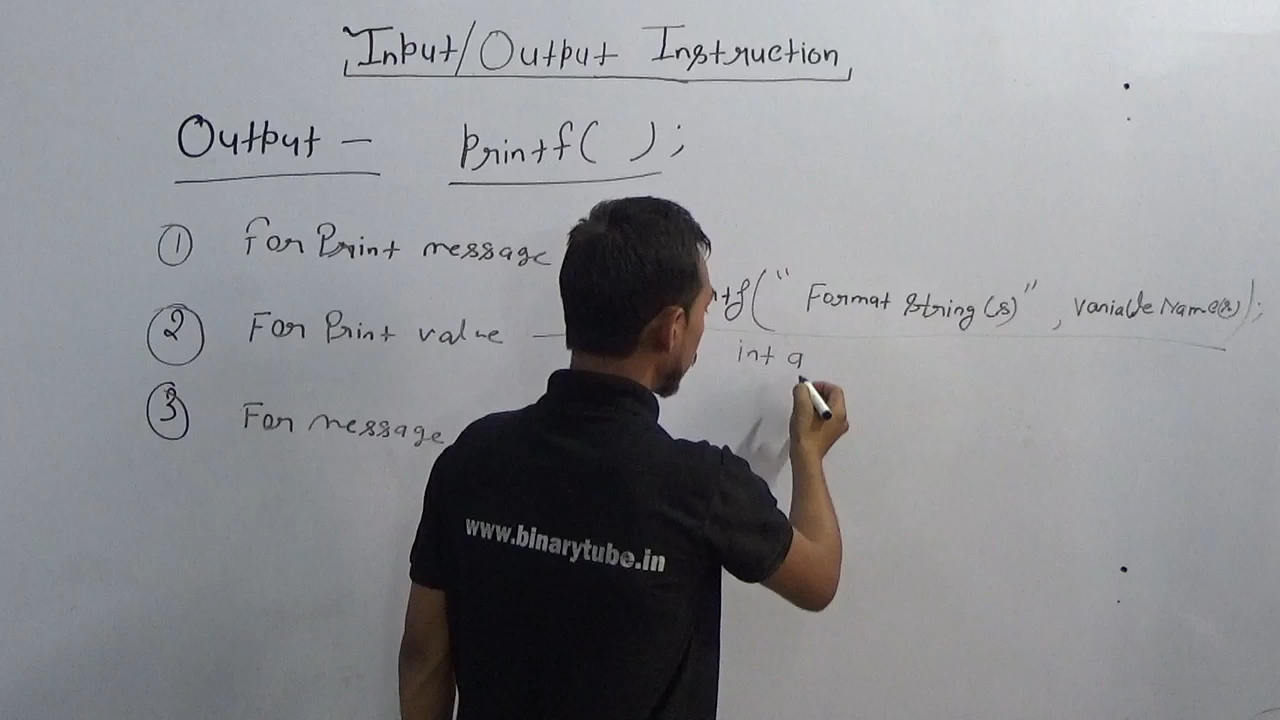 Input/Output Instruction
Output - printf( );
① For Print message
② For Print value — ntf(" Format String(s)", Variable Name(s));
int a
③ For message
www.binarytube.in